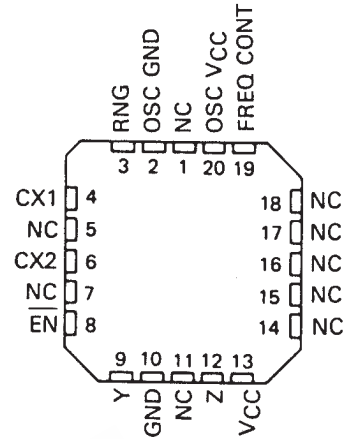 RNG
OSC GND
NC
OSC VCC
FREQ CONT
3 2 1 20 19
CX1 4
NC 5
CX2 6
NC 7
EN 8
18 NC
17 NC
16 NC
15 NC
14 NC
9 10 11 12 13
Y
GND
NC
Z
VCC